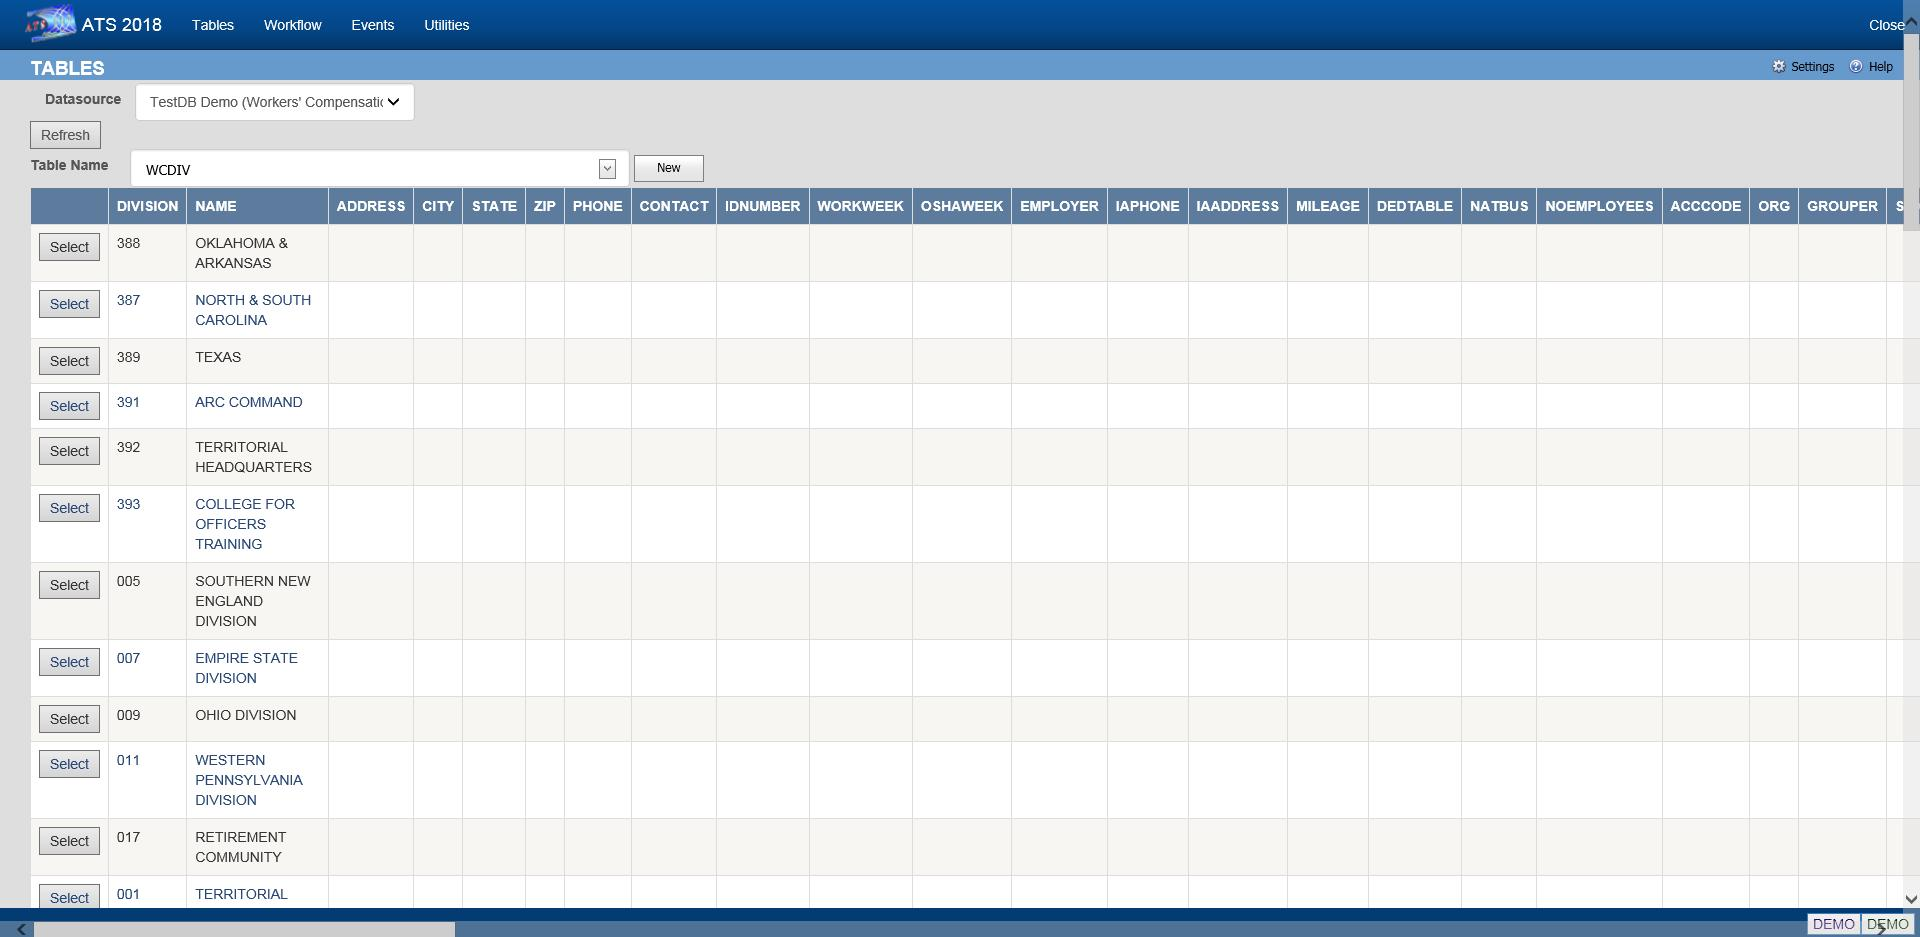 ATS
ATS 2018 Tables Workflow Events Utilities Close
TABLES Settings Help
Datasource TestDB Demo (Workers' Compensatic
Refresh
Table Name WCDIV New
DIVISION NAME ADDRESS CITY STATE ZIP PHONE CONTACT IDNUMBER WORKWEEK OSHAWEEK EMPLOYER IAPHONE IAADDRESS MILEAGE DEDTABLE NATBUS NOEMPLOYEES ACCCODE ORG GROUPER S
Select 388 OKLAHOMA &
ARKANSAS
Select 387 NORTH & SOUTH
CAROLINA
Select 389 TEXAS
Select 391 ARC COMMAND
Select 392 TERRITORIAL
HEADQUARTERS
Select 393 COLLEGE FOR
OFFICERS
TRAINING
Select 005 SOUTHERN NEW
ENGLAND
DIVISION
Select 007 EMPIRE STATE
DIVISION
Select 009 OHIO DIVISION
Select 011 WESTERN
PENNSYLVANIA
DIVISION
Select 017 RETIREMENT
COMMUNITY
Select 001 TERRITORIAL
DEMO DEMO